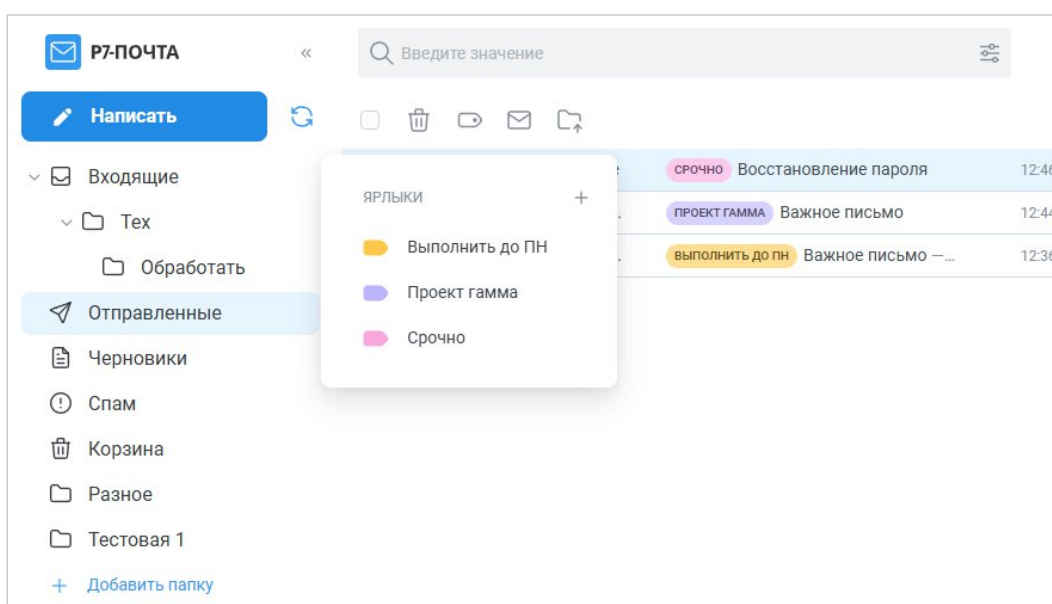 Р7-ПОЧТА
«
Введите значение
Написать
Входящие
Тех
Обработать
Отправленные
Черновики
Спам
Корзина
Разное
Тестовая 1
+ Добавить папку
ЯРЛЫКИ +
Выполнить до ПН
Проект гамма
Срочно
СРОЧНО Восстановление пароля 12:46
ПРОЕКТ ГАММА Важное письмо 12:44
ВЫПОЛНИТЬ ДО ПН Важное письмо —... 12:36